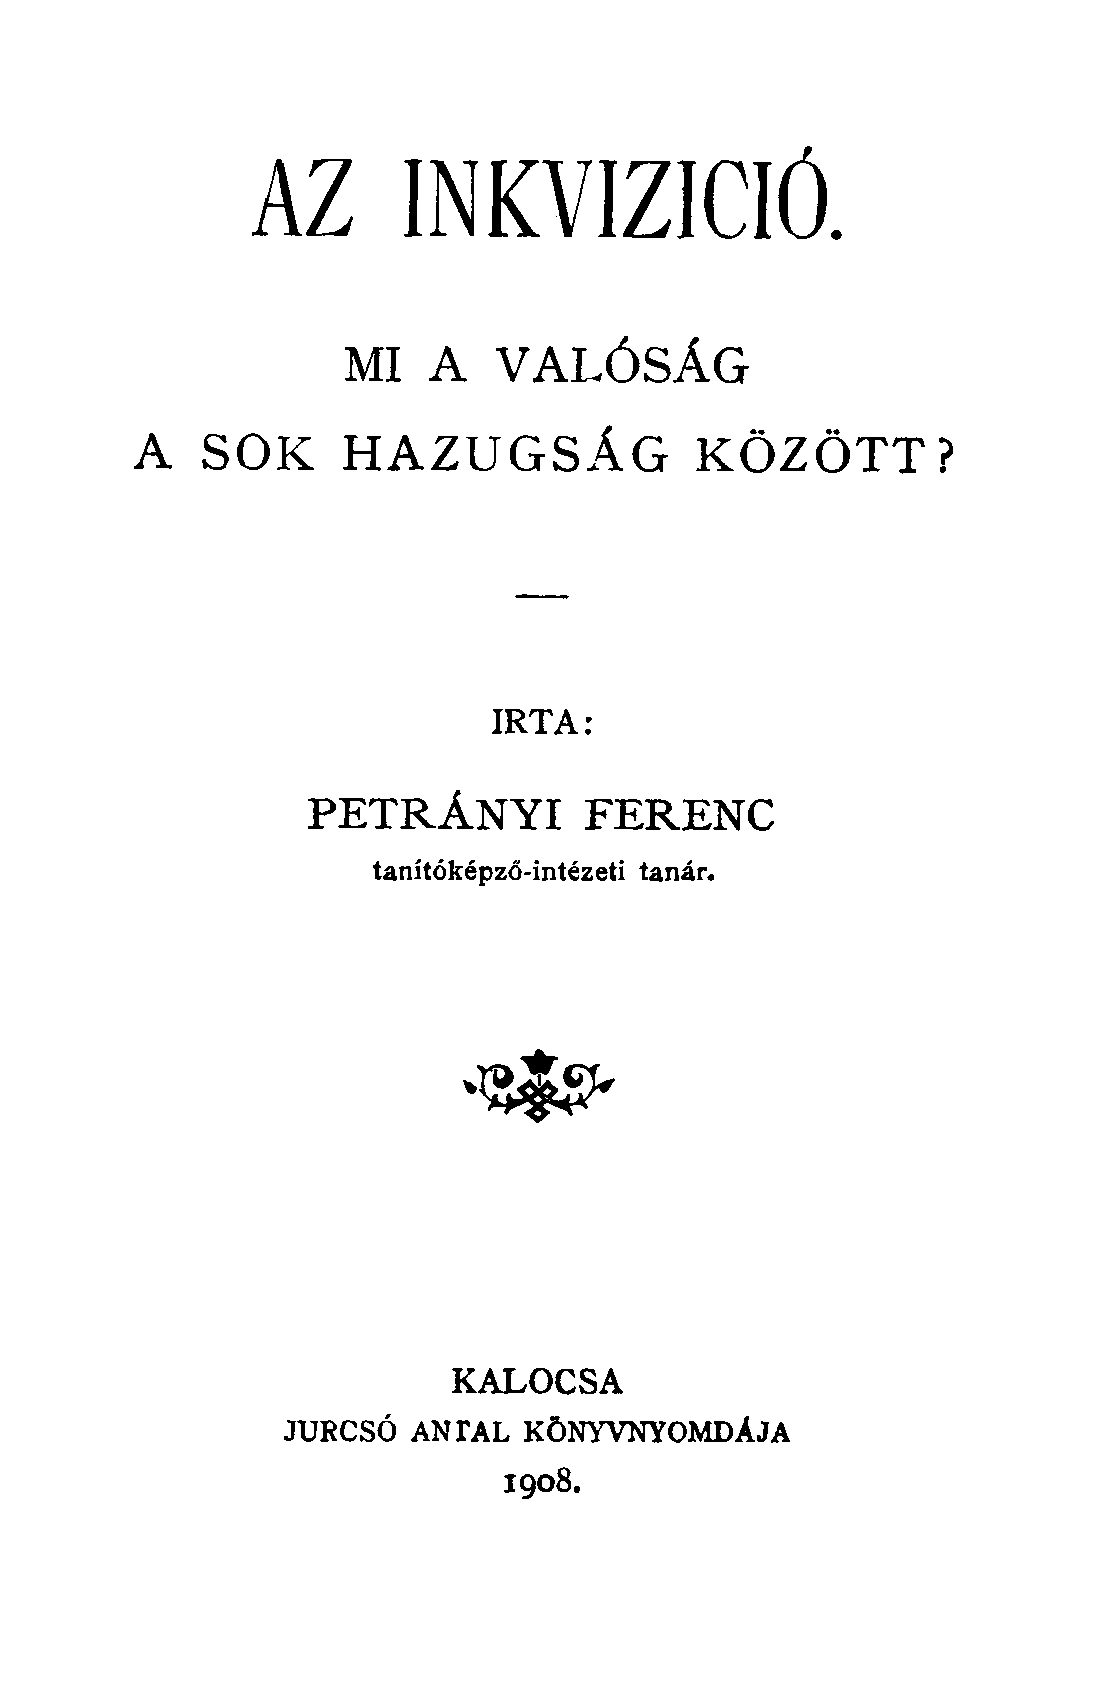 AZ INKVIZICIÓ.
MI A VALÓSÁG
A SOK HAZUGSÁG KÖZÖTT?
IRTA:
PETRÁNYI FERENC
tanítóképző-intézeti tanár.
KALOCSA
JURCSÓ ANTAL KÖNYVNYOMDÁJA
1908.